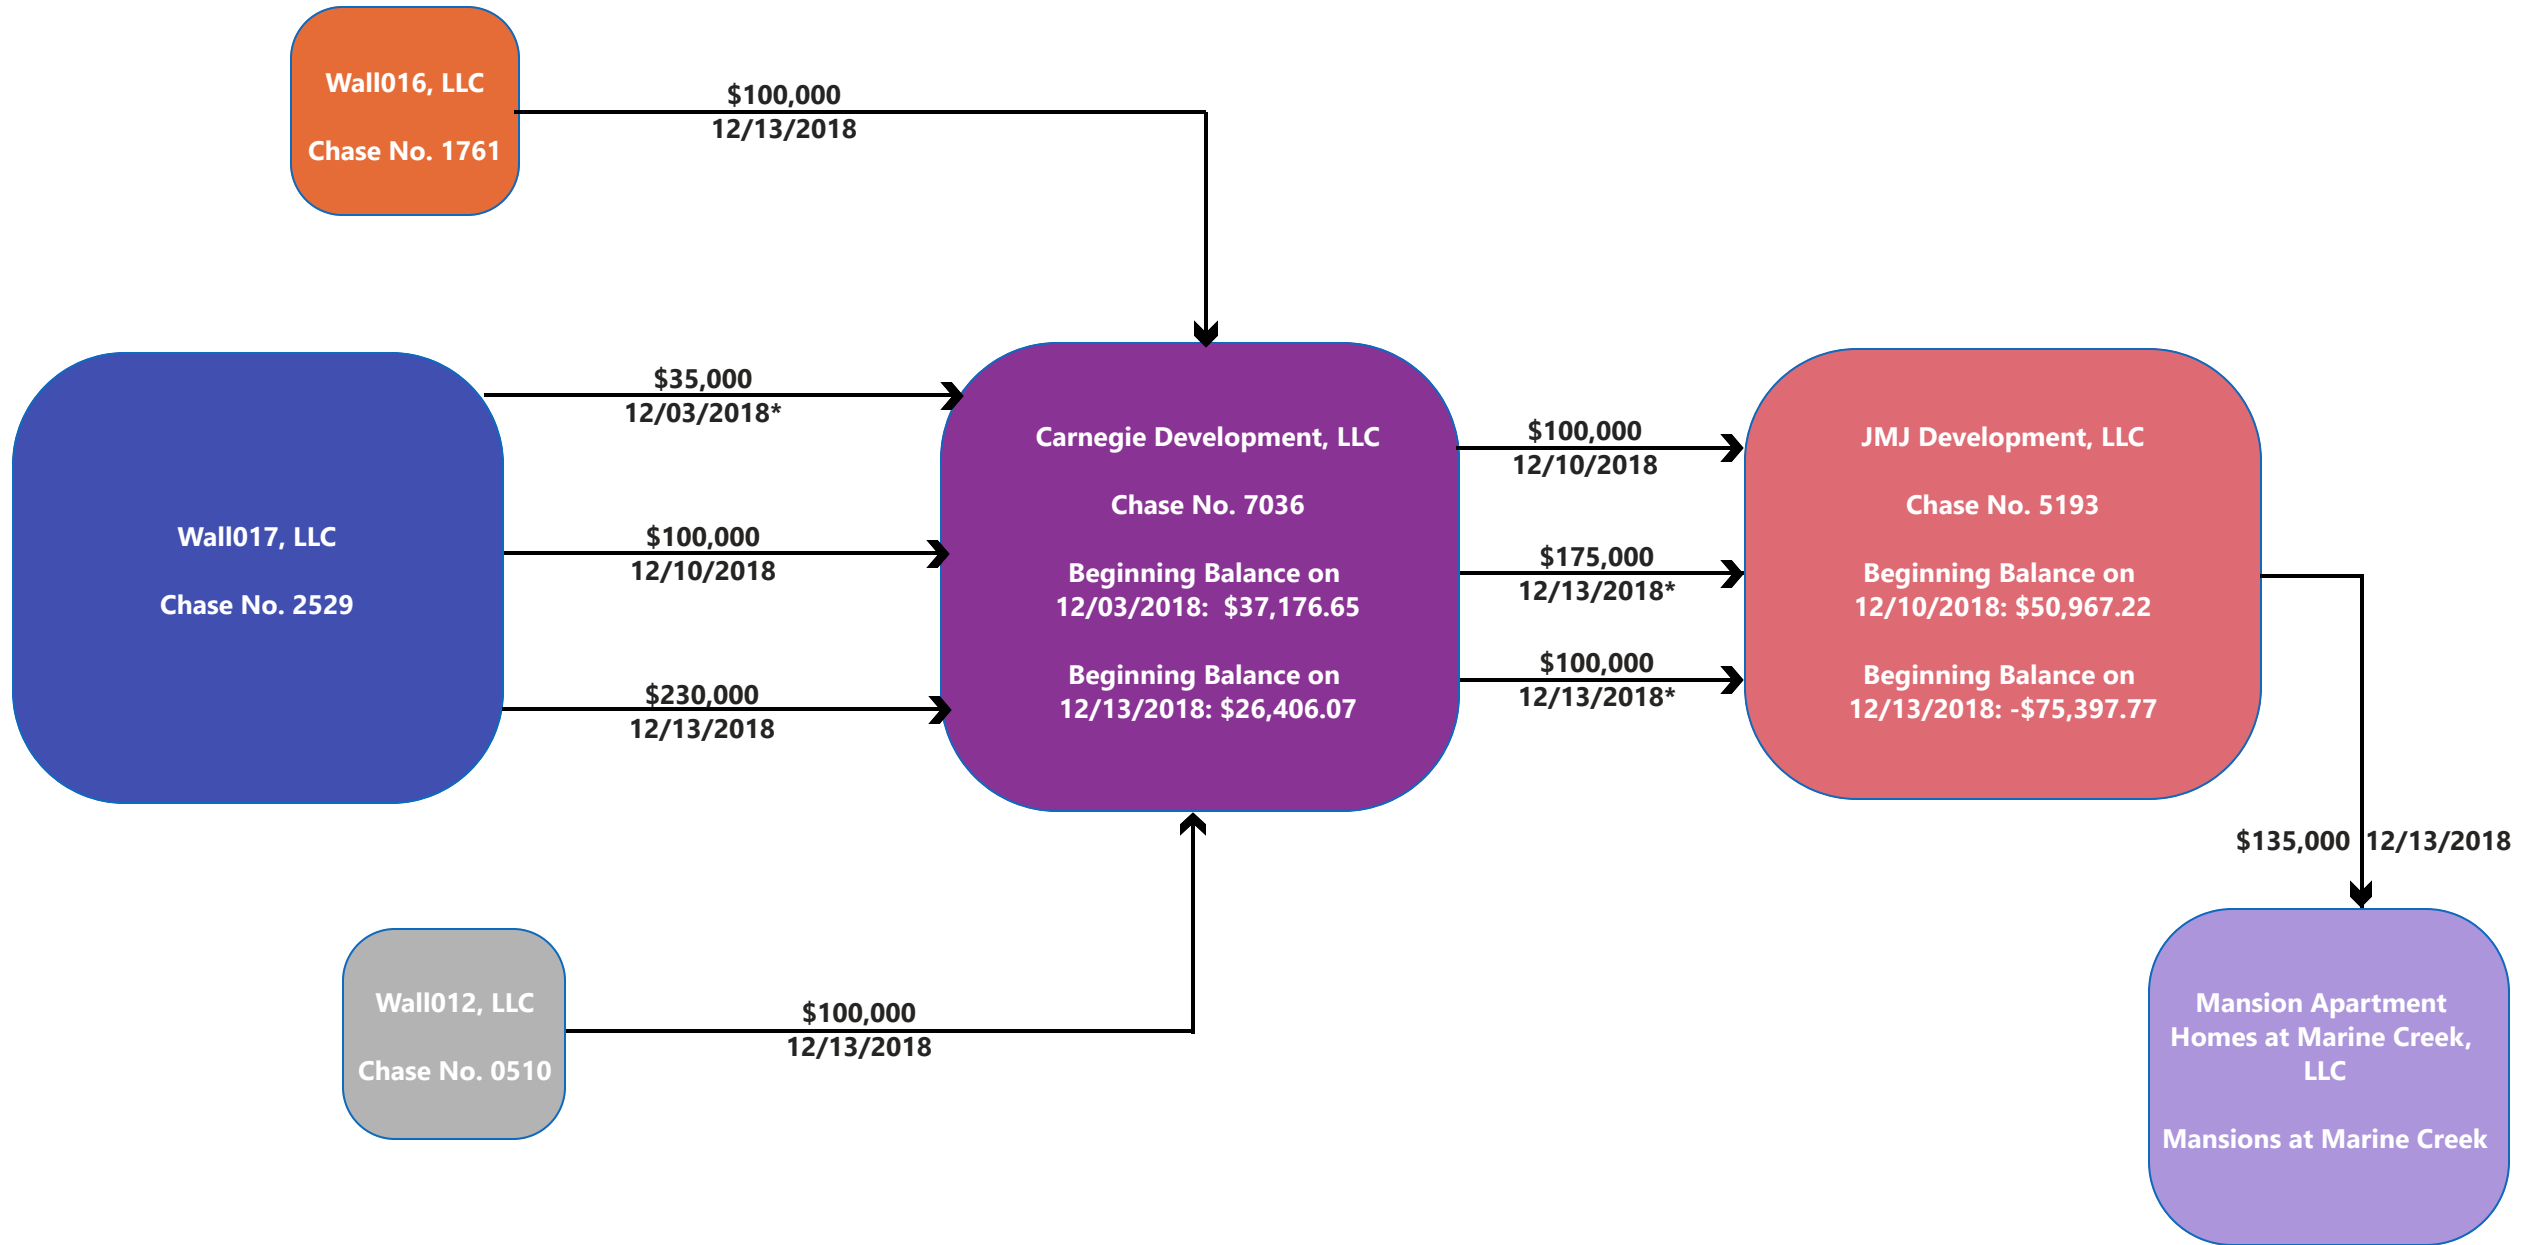 Wall016, LLC
Chase No. 1761
$100,000
12/13/2018
Wall017, LLC
Chase No. 2529
$35,000
12/03/2018*
$100,000
12/10/2018
$230,000
12/13/2018
Carnegie Development, LLC
Chase No. 7036
Beginning Balance on
12/03/2018: $37,176.65
Beginning Balance on
12/13/2018: $26,406.07
$100,000
12/10/2018
$175,000
12/13/2018*
$100,000
12/13/2018*
JMJ Development, LLC
Chase No. 5193
Beginning Balance on
12/10/2018: $50,967.22
Beginning Balance on
12/13/2018: -$75,397.77
$135,000 12/13/2018
Wall012, LLC
Chase No. 0510
$100,000
12/13/2018
Mansion Apartment
Homes at Marine Creek,
LLC
Mansions at Marine Creek